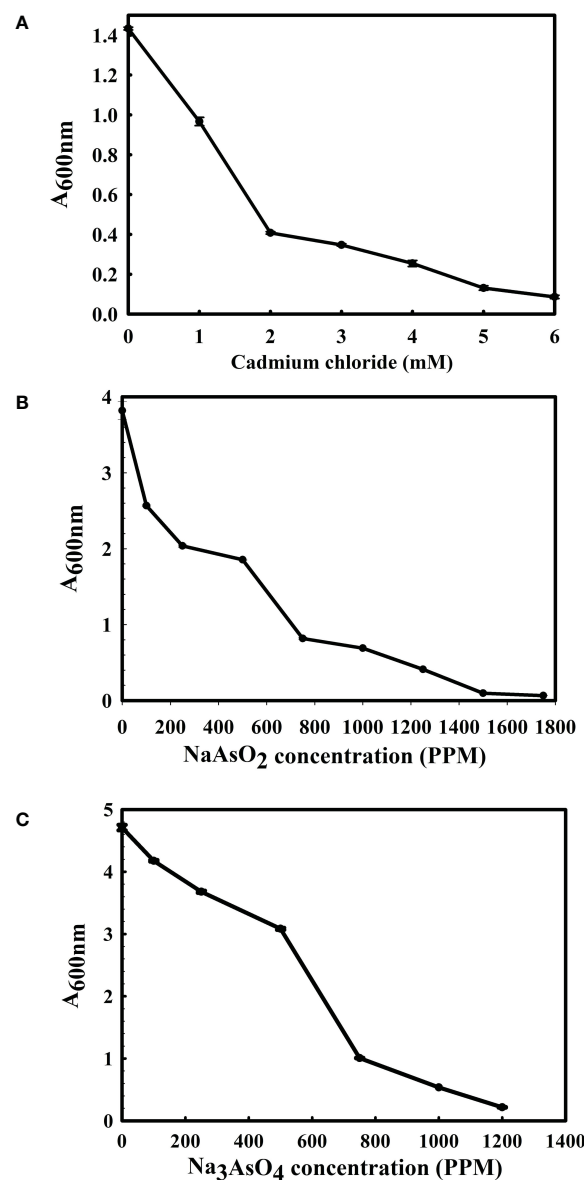 A
1.4
1.2
1.0
0.8
0.6
0.4
0.2
0.0
A600nm
0 1 2 3 4 5 6
Cadmium chloride (mM)
B
4
3
2
1
0
A600nm
0 200 400 600 800 1000 1200 1400 1600 1800
NaAsO2 concentration (PPM)
C
5
4
3
2
1
0
A600nm
0 200 400 600 800 1000 1200 1400
Na3AsO4 concentration (PPM)